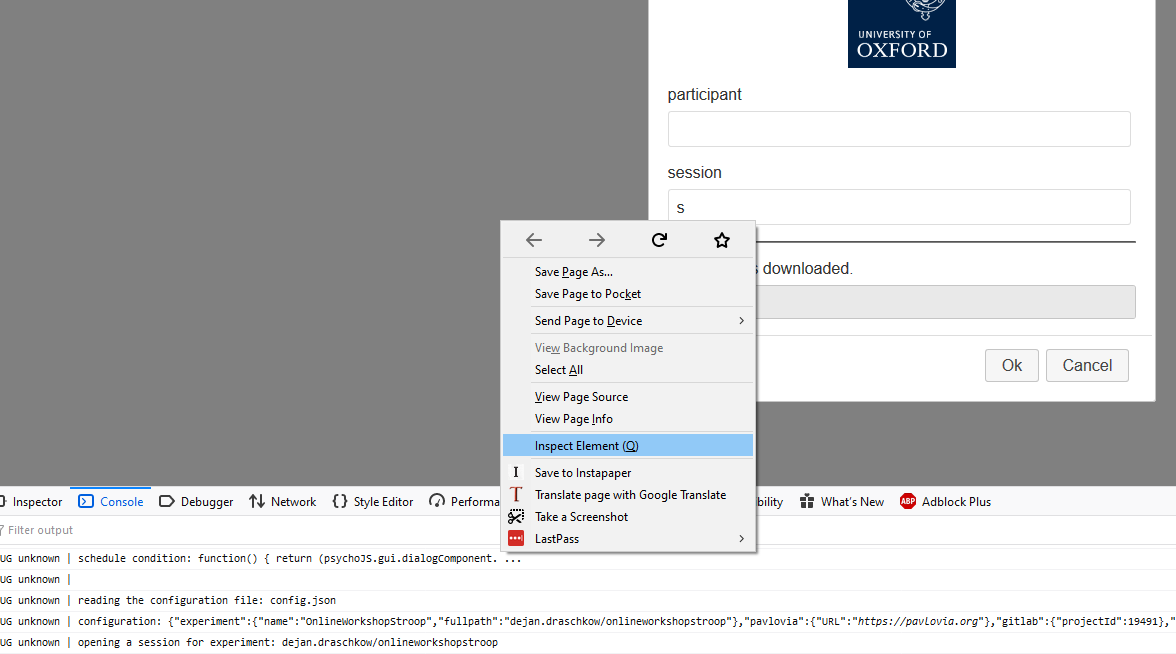 UNIVERSITY OF
OXFORD
participant
session
s
downloaded.
Ok Cancel
Save Page As...
Save Page to Pocket
Send Page to Device
View Background Image
Select All
View Page Source
View Page Info
Inspect Element (Q)
Save to Instapaper
Translate page with Google Translate
Take a Screenshot
LastPass
Inspector Console Debugger Network {} Style Editor Performa bility What's New ABP Adblock Plus
Filter output
UG unknown | schedule condition: function() { return (psychoJS.gui.dialogComponent. ...
UG unknown |
UG unknown | reading the configuration file: config.json
UG unknown | configuration: {"experiment":{"name":"OnlineWorkshopStroop","fullpath":"dejan.draschkow/onlineworkshopstroop"},"pavlovia":{"URL":"https://pavlovia.org"},"gitlab":{"projectId":19491},"
UG unknown | opening a session for experiment: dejan.draschkow/onlineworkshopstroop